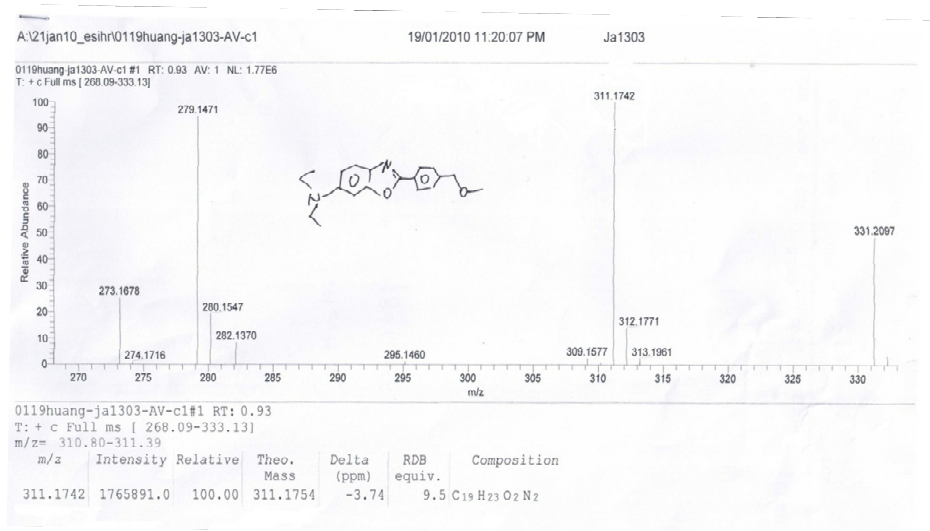 A:\21jan10_esihr\0119huang-ja1303-AV-c1 19/01/2010 11:20:07 PM Ja1303
0119huang-ja1303-AV-c1 #1 RT: 0.93 AV: 1 NL: 1.77E6
T: + c Full ms [ 268.09-333.13]
311.1742
100
279.1471
90
80
N
70
O
O
O
O
N
60
Relative Abundance
50
331.2097
40
30
273.1678
20
280.1547
312.1771
10
282.1370
274.1716
295.1460
309.1577
313.1961
0
270 275 280 285 290 295 300 305 310 315 320 325 330
m/z
0119huang-ja1303-AV-c1#1 RT: 0.93
T: + c Full ms [ 268.09-333.13]
m/z= 310.80-311.39
m/z Intensity Relative Theo. Delta RDB Composition
Mass (ppm) equiv.
311.1742 1765891.0 100.00 311.1754 -3.74 9.5 C19 H23 O2 N2